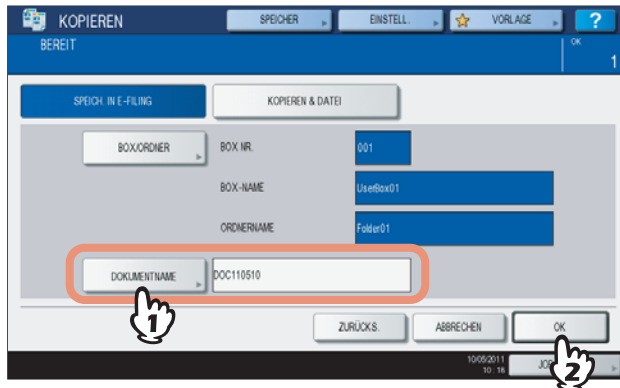 KOPIEREN SPEICHER EINSTELL. VORLAGE ?
BEREIT OK
1
SPEICH. IN E-FILING KOPIEREN & DATEI
BOX/ORDNER BOX NR. 001
BOX-NAME UserBox01
ORDNERNAME Folder01
DOKUMENTNAME DOC110510
1
ZURÜCKS. ABBRECHEN OK
10/05/2011
10 : 16
2